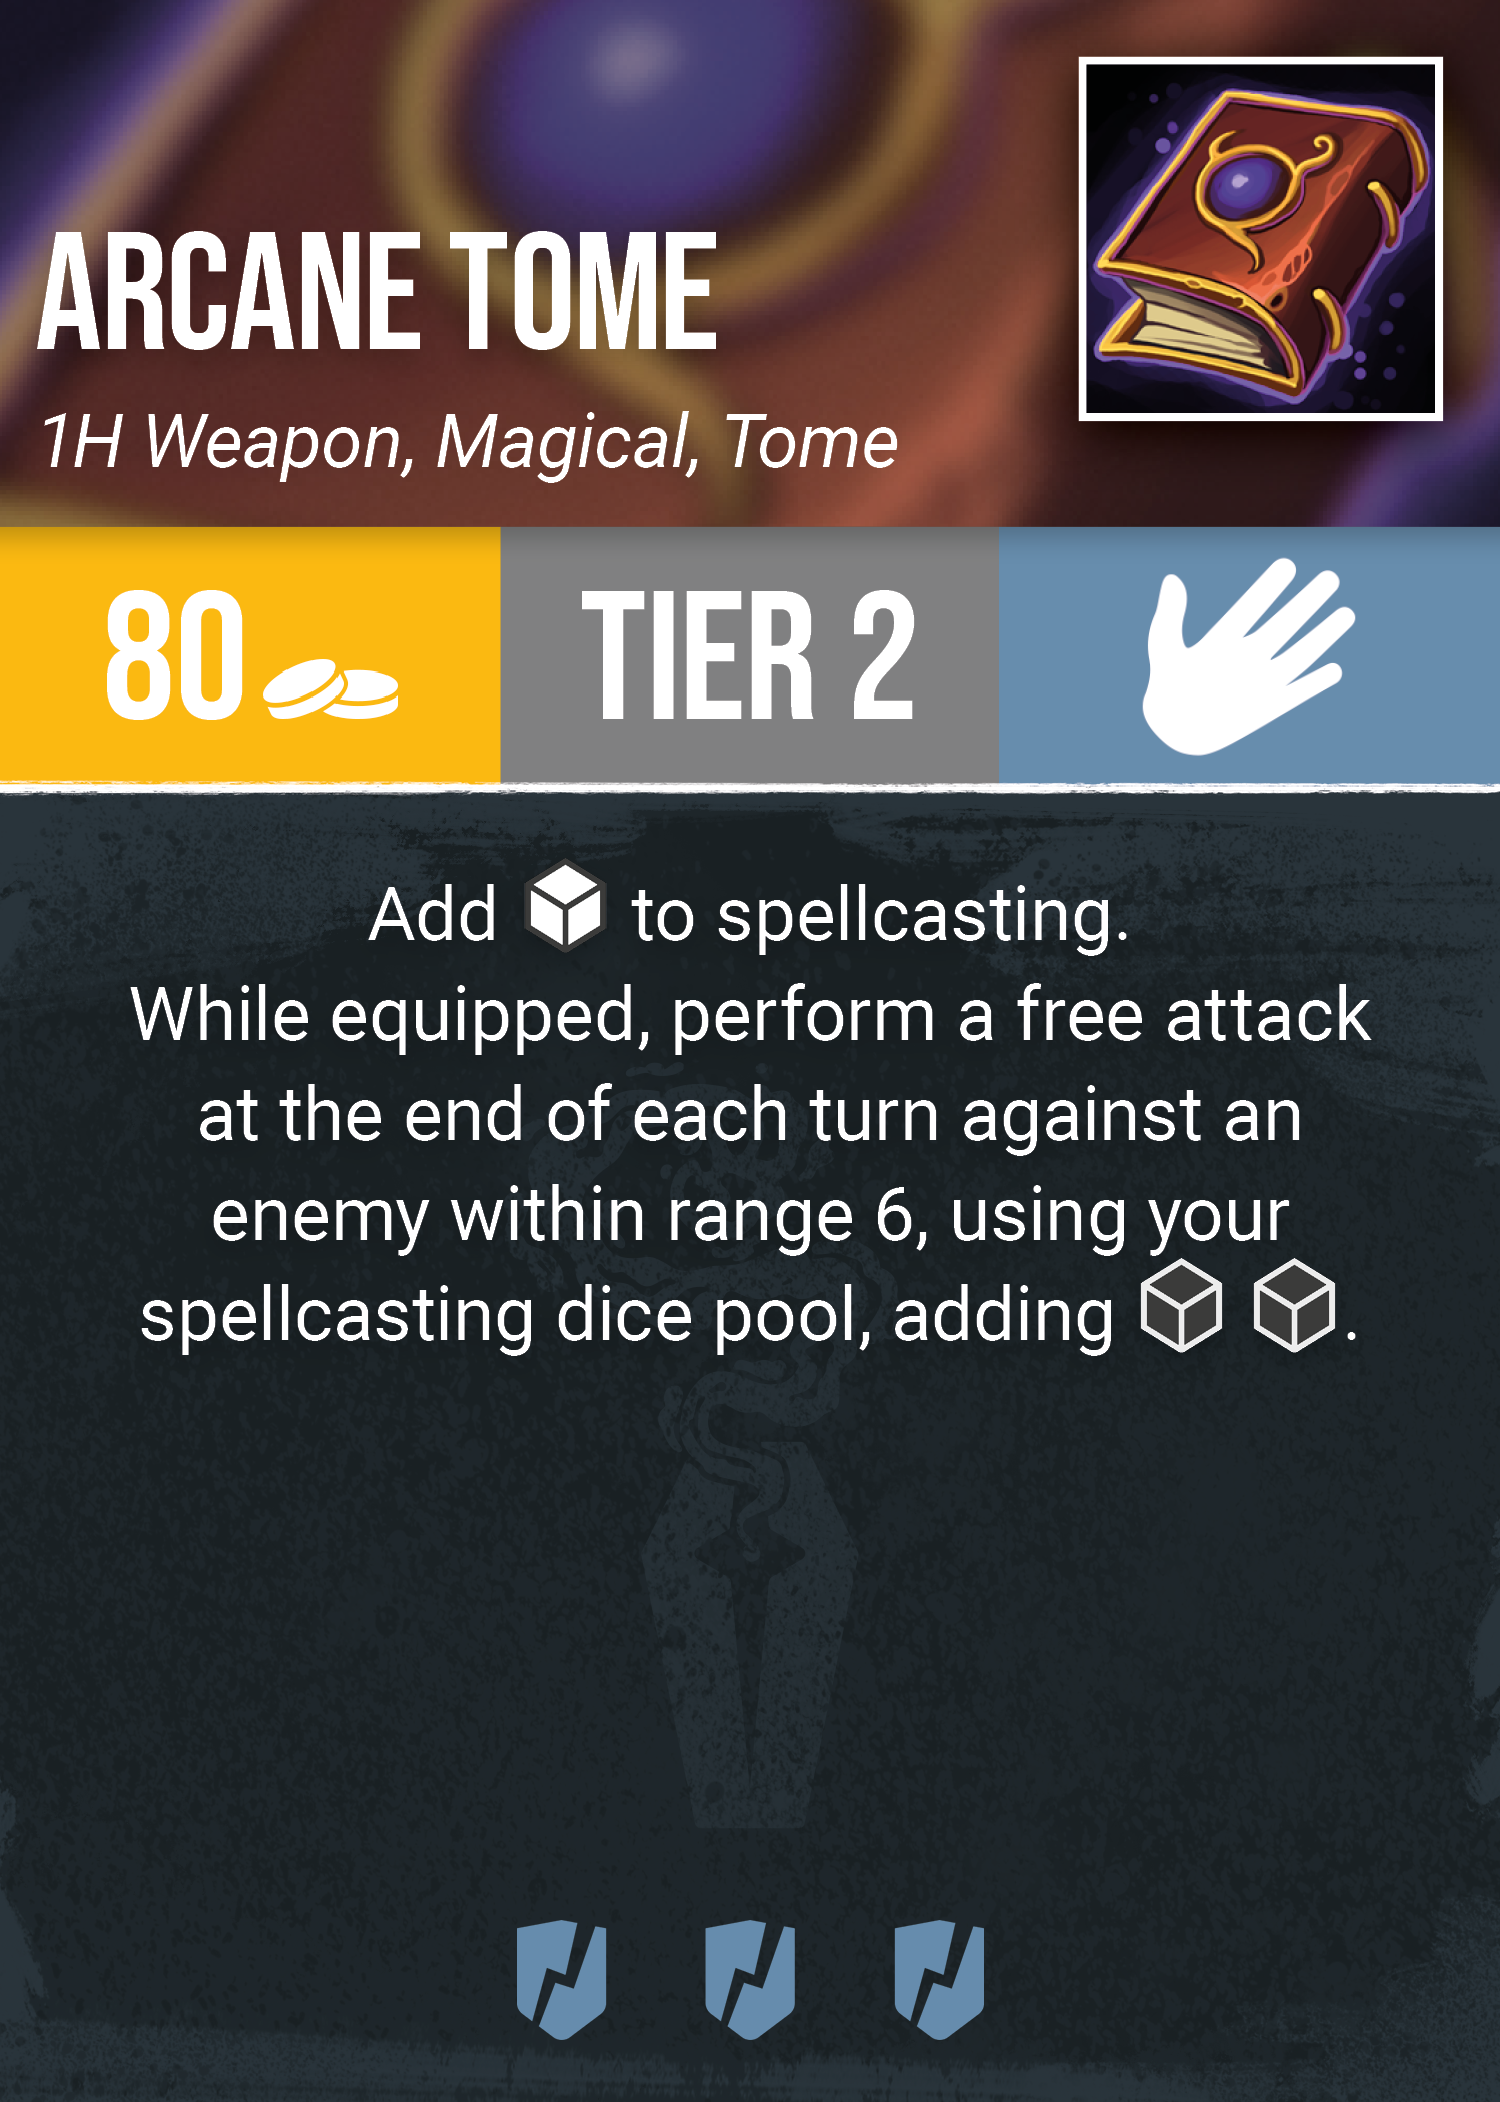 ARCANE TOME
1H Weapon, Magical, Tome
80
TIER 2
Add to spellcasting.
While equipped, perform a free attack
at the end of each turn against an
enemy within range 6, using your
spellcasting dice pool, adding .